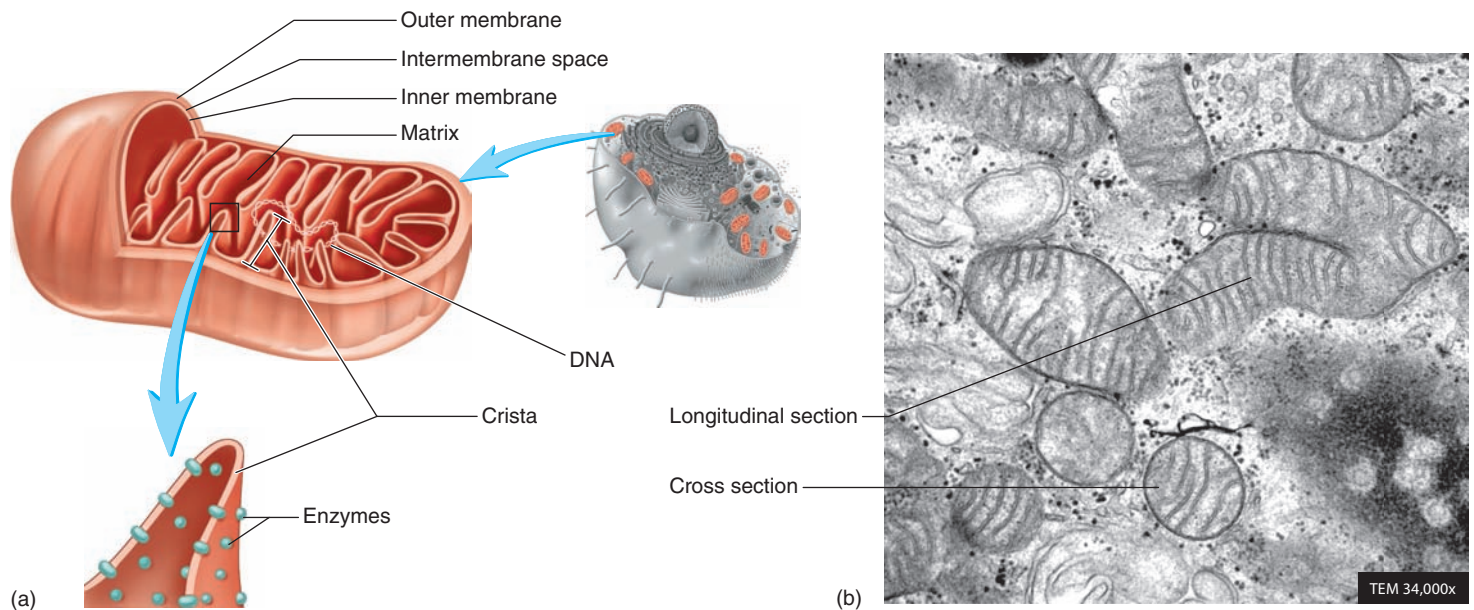 Outer membrane
Intermembrane space
Inner membrane
Matrix
DNA
Crista
Enzymes
(a)
Longitudinal section
Cross section
TEM 34,000x
(b)